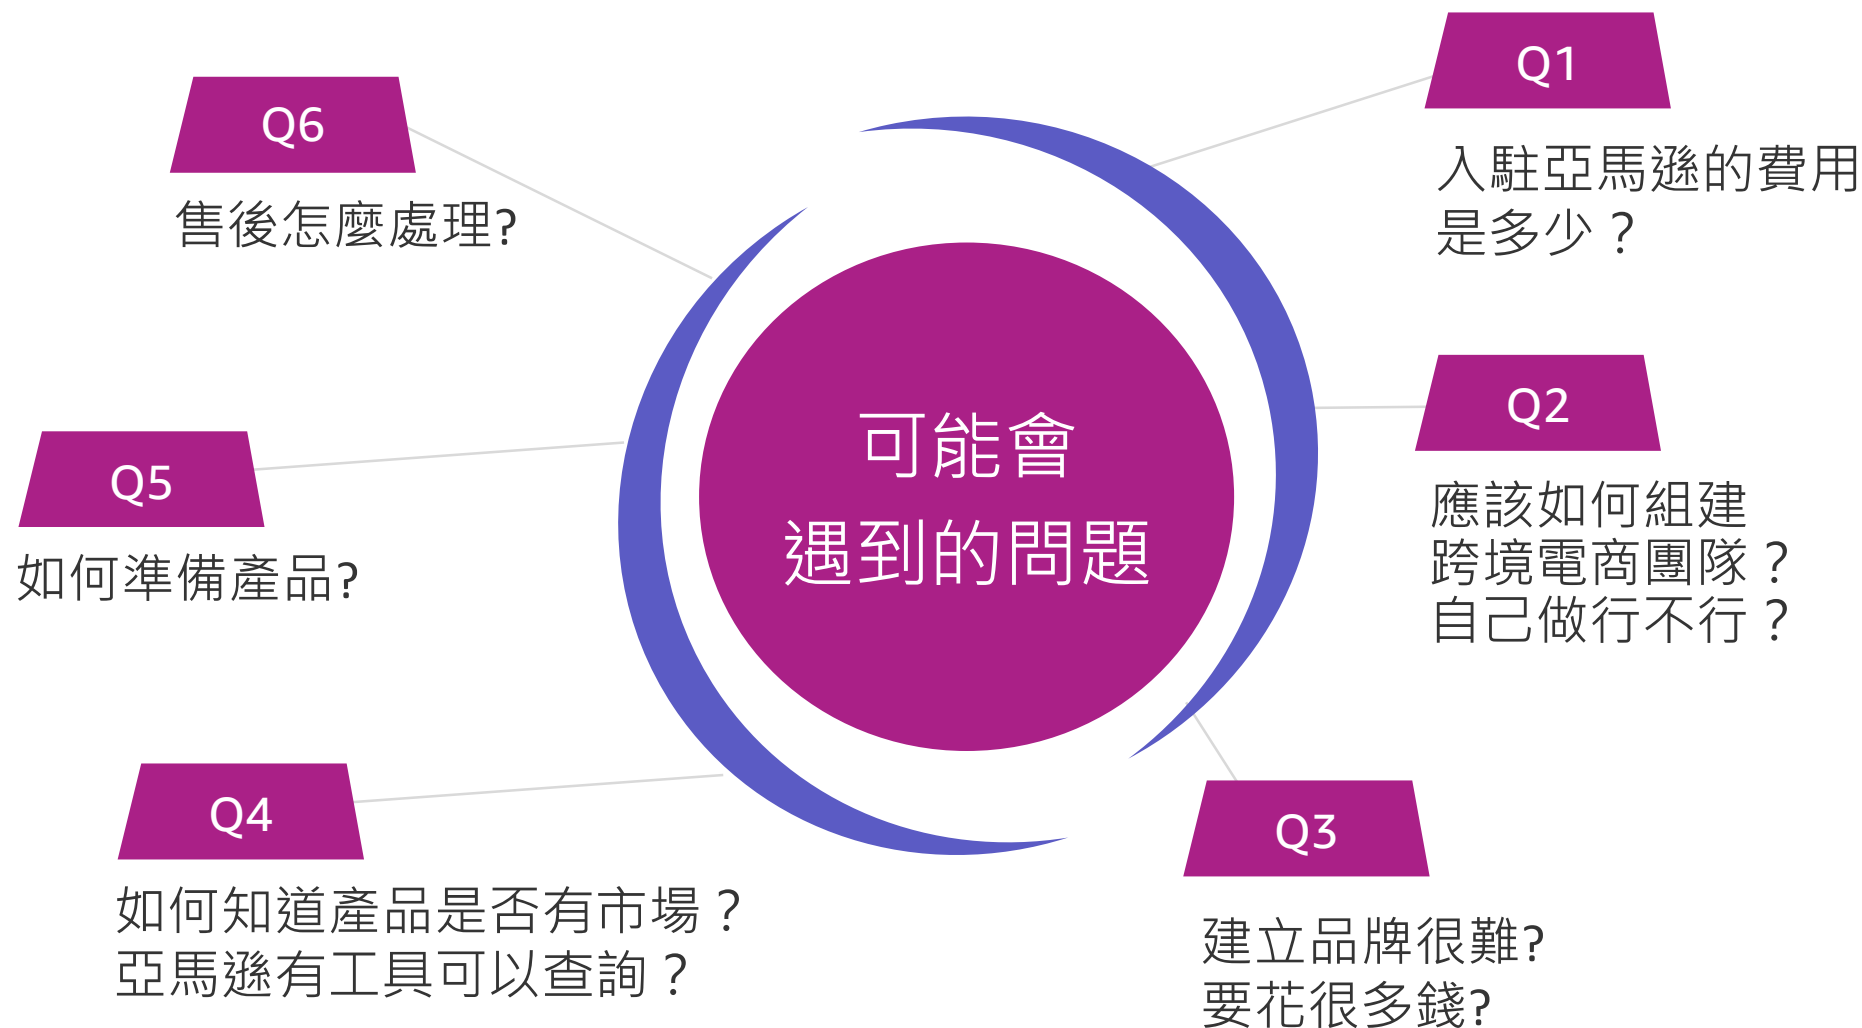 可能會
遇到的問題
Q1
入駐亞馬遜的費用
是多少？
Q2
應該如何組建
跨境電商團隊？
自己做行不行？
Q3
建立品牌很難?
要花很多錢?
Q4
如何知道產品是否有市場？
亞馬遜有工具可以查詢？
Q5
如何準備產品?
Q6
售後怎麼處理?